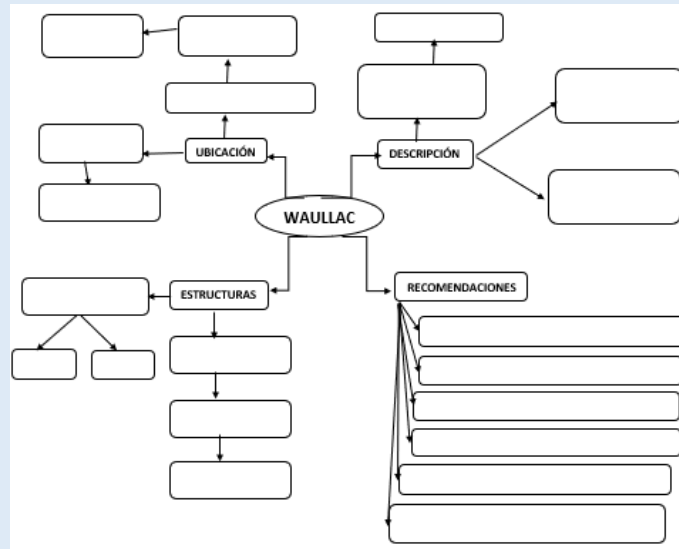 UBICACIÓN
DESCRIPCIÓN
WAULLAC
ESTRUCTURAS
RECOMENDACIONES